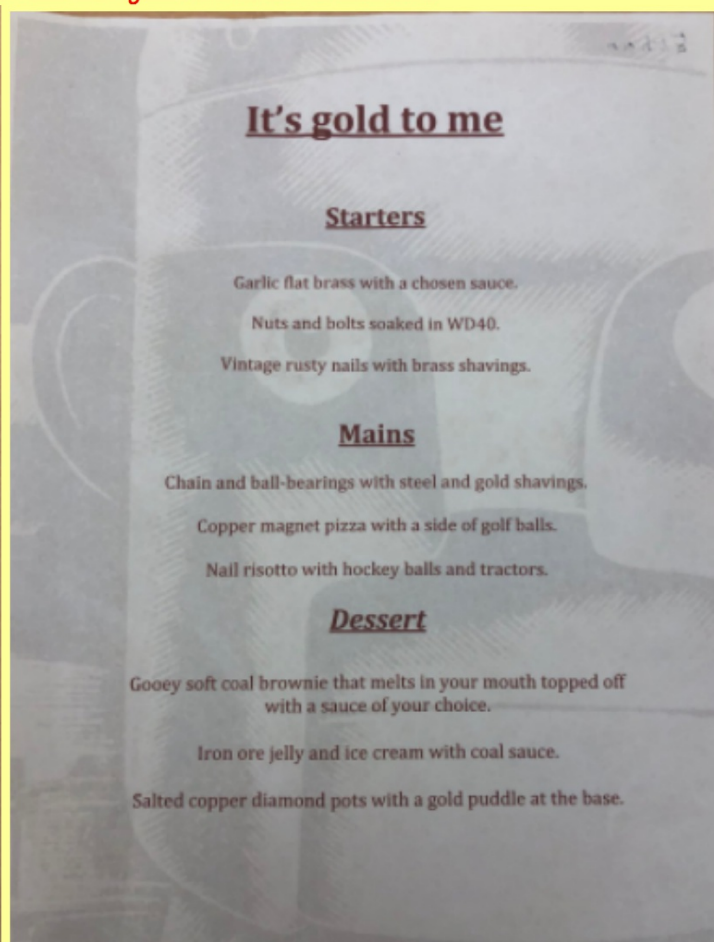 It's gold to me
Starters
Garlic flat brass with a chosen sauce.
Nuts and bolts soaked in WD40.
Vintage rusty nails with brass shavings.
Mains
Chain and ball-bearings with steel and gold shavings.
Copper magnet pizza with a side of golf balls.
Nail risotto with hockey balls and tractors.
Dessert
Gooey soft coal brownie that melts in your mouth topped off
with a sauce of your choice.
Iron ore jelly and ice cream with coal sauce.
Salted copper diamond pots with a gold puddle at the base.